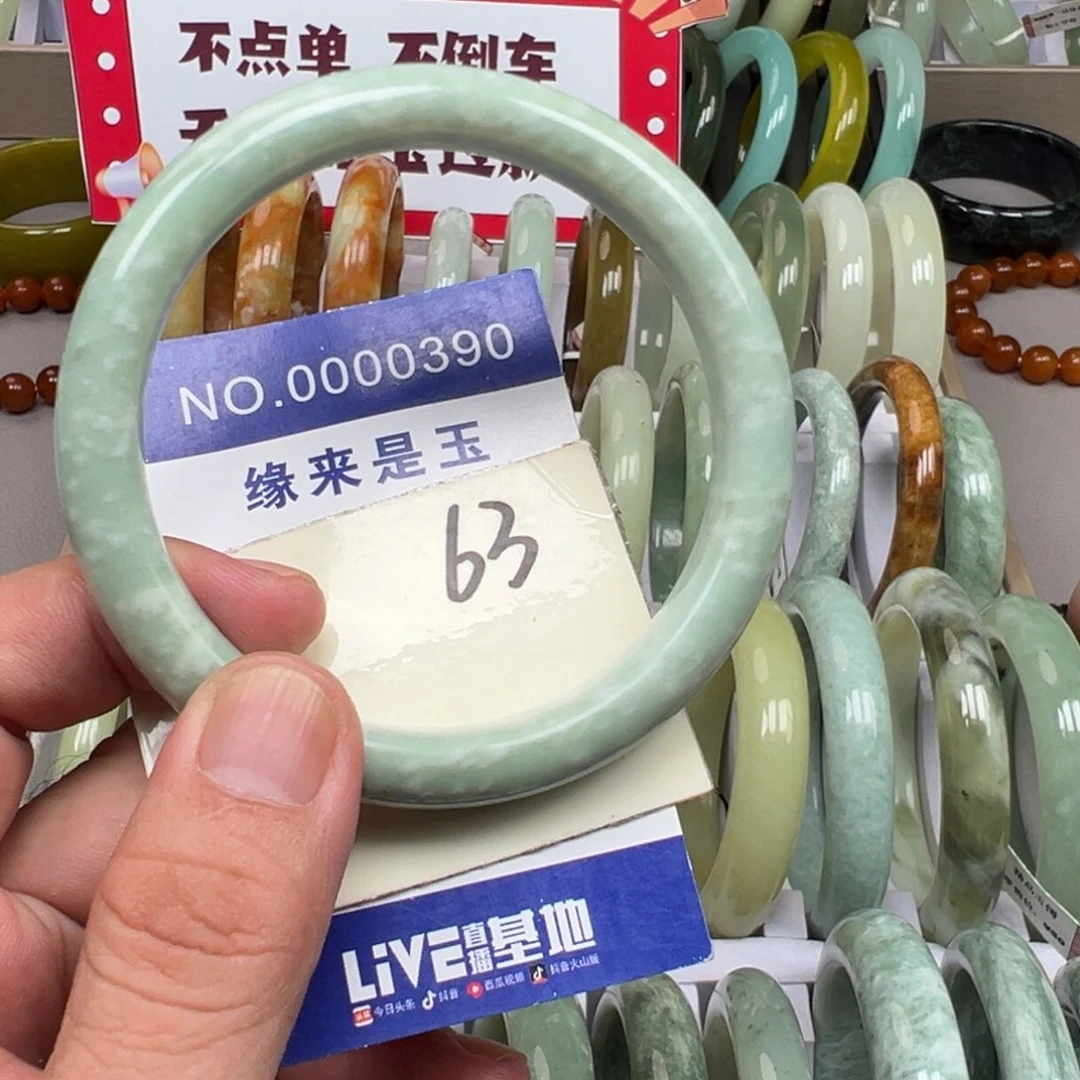 不点单 不倒车
NO.0000390
缘来是玉
63
LiVE直播基地
今日头条 抖音 西瓜视频 抖音火山版